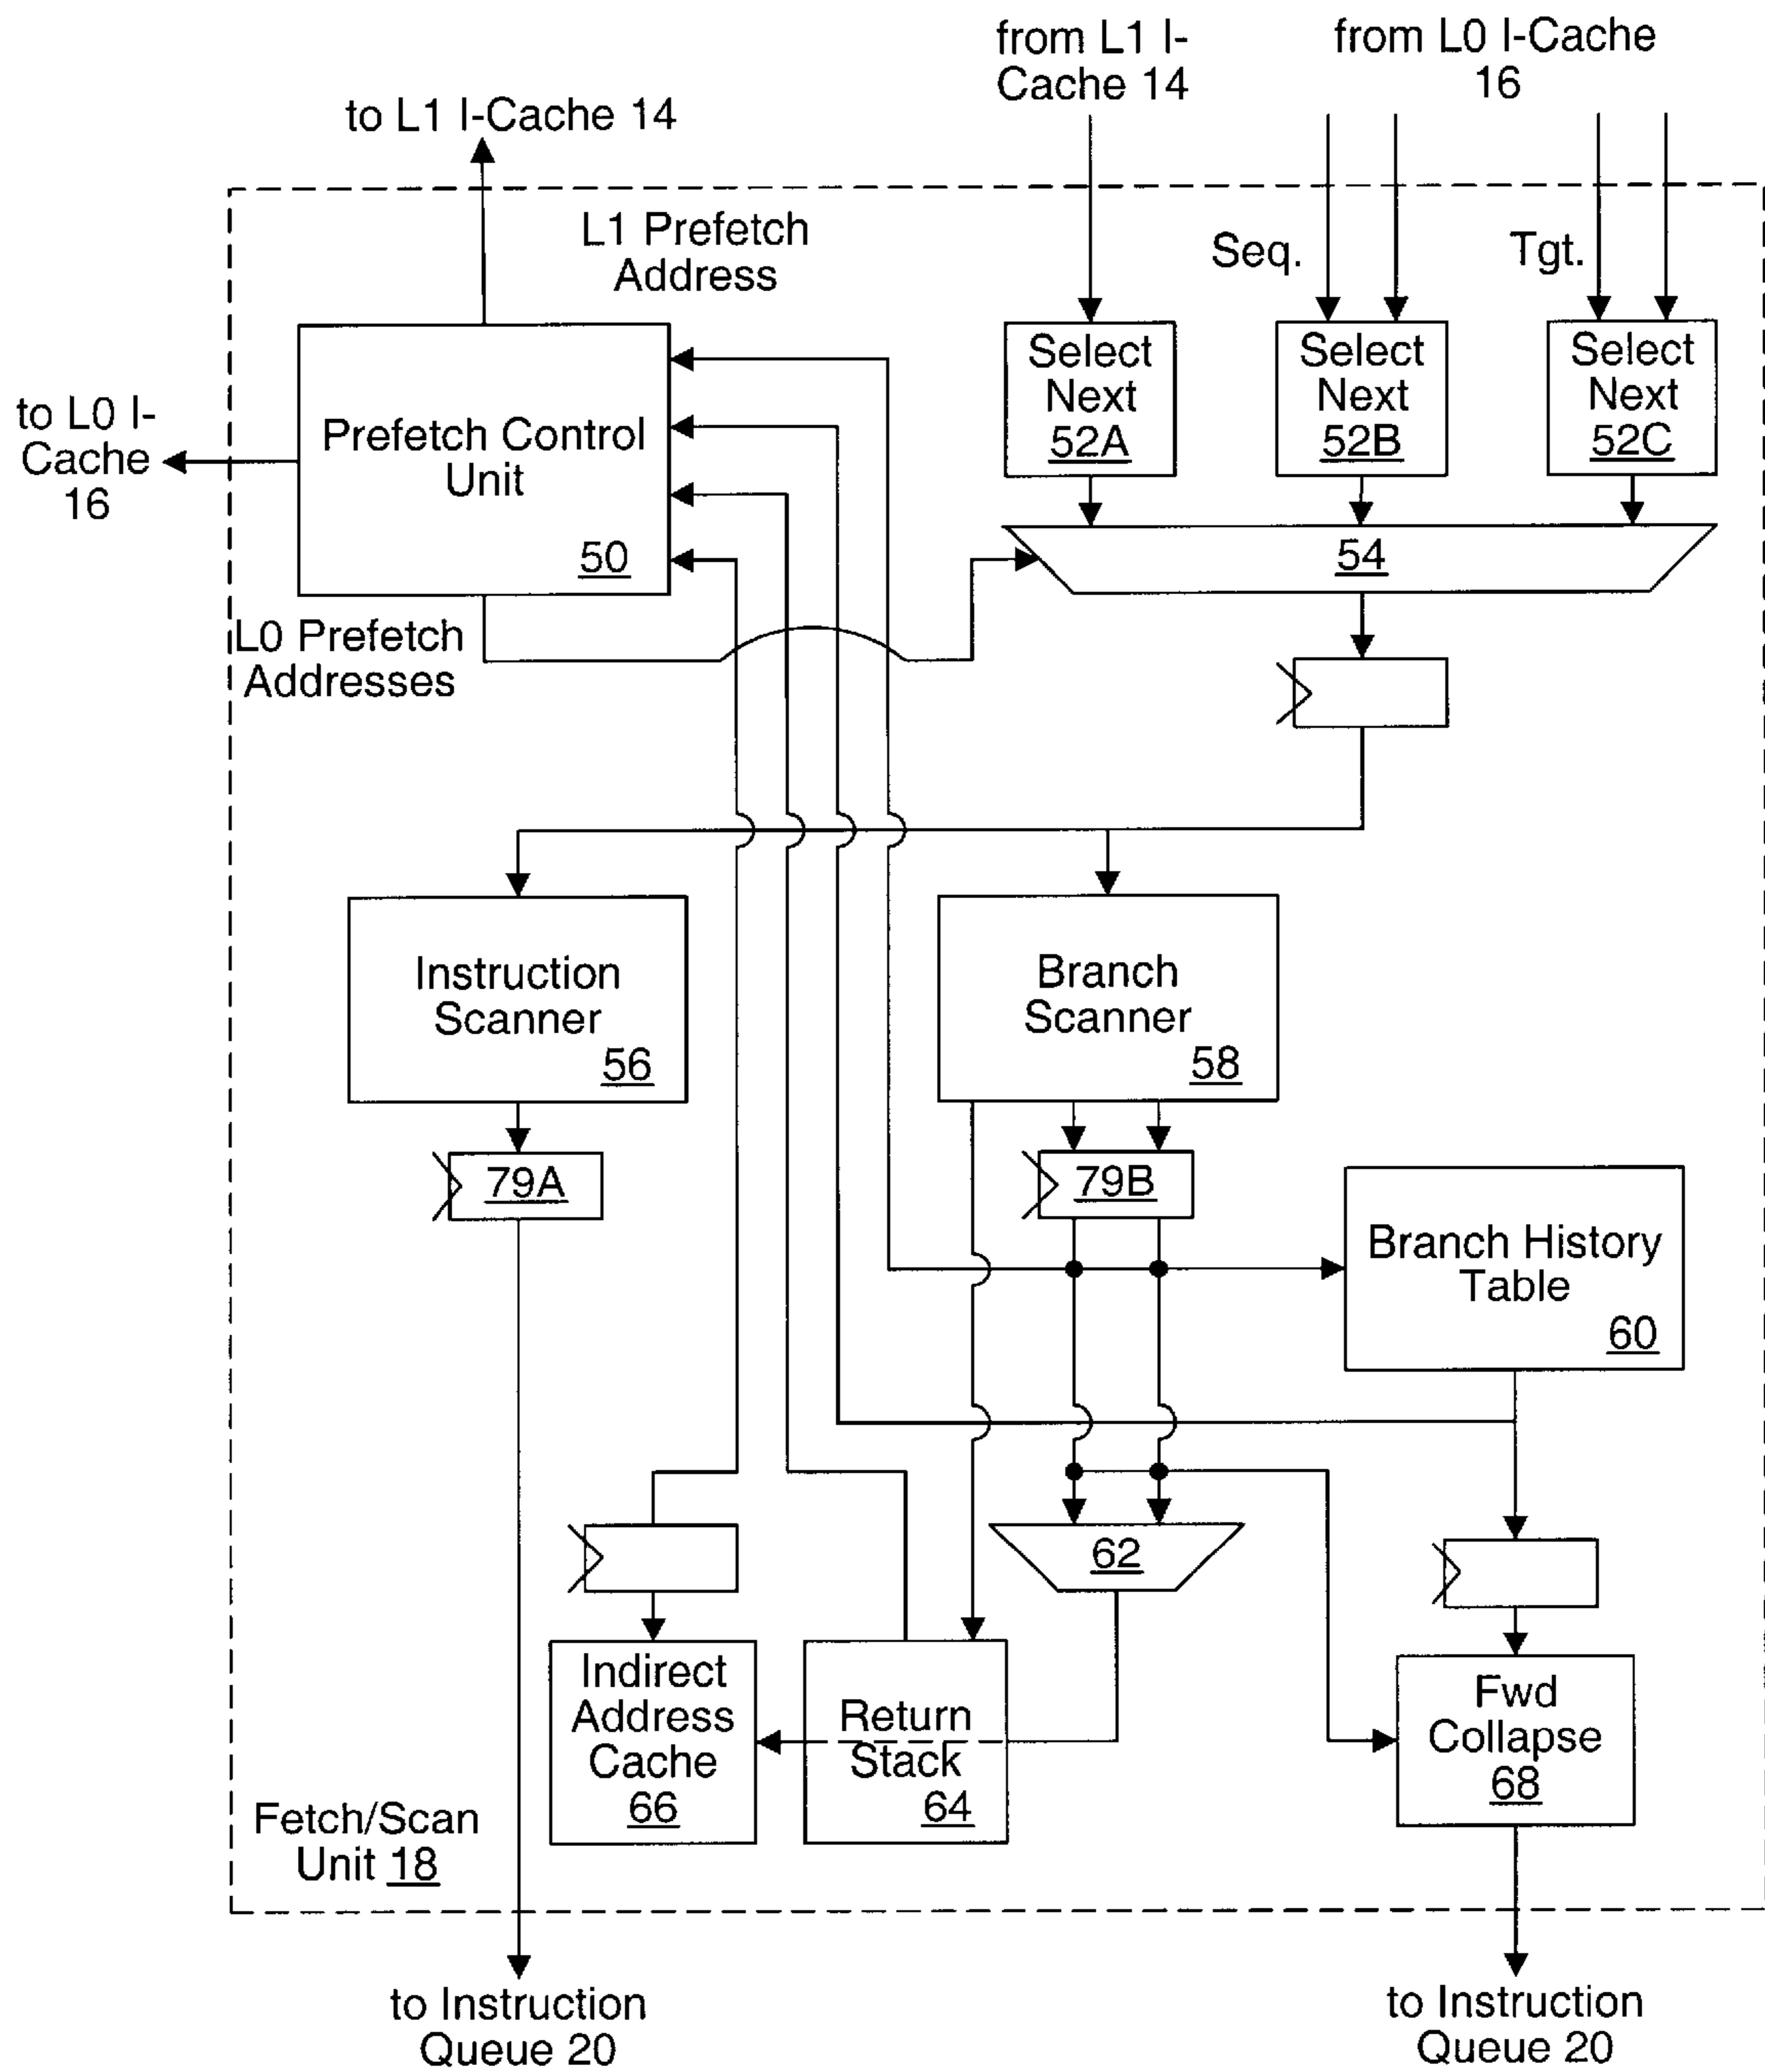 from L1 I-
Cache 14
from L0 I-Cache
16
to L1 I-Cache 14
L1 Prefetch
Address
Seq.
Tgt.
to L0 I-
Cache
16
Prefetch Control
Unit
50
Select
Next
52A
Select
Next
52B
Select
Next
52C
54
L0 Prefetch
Addresses
Instruction
Scanner
56
Branch
Scanner
58
79A
79B
Branch History
Table
60
62
Indirect
Address
Cache
66
Return
Stack
64
Fwd
Collapse
68
Fetch/Scan
Unit 18
to Instruction
Queue 20
to Instruction
Queue 20